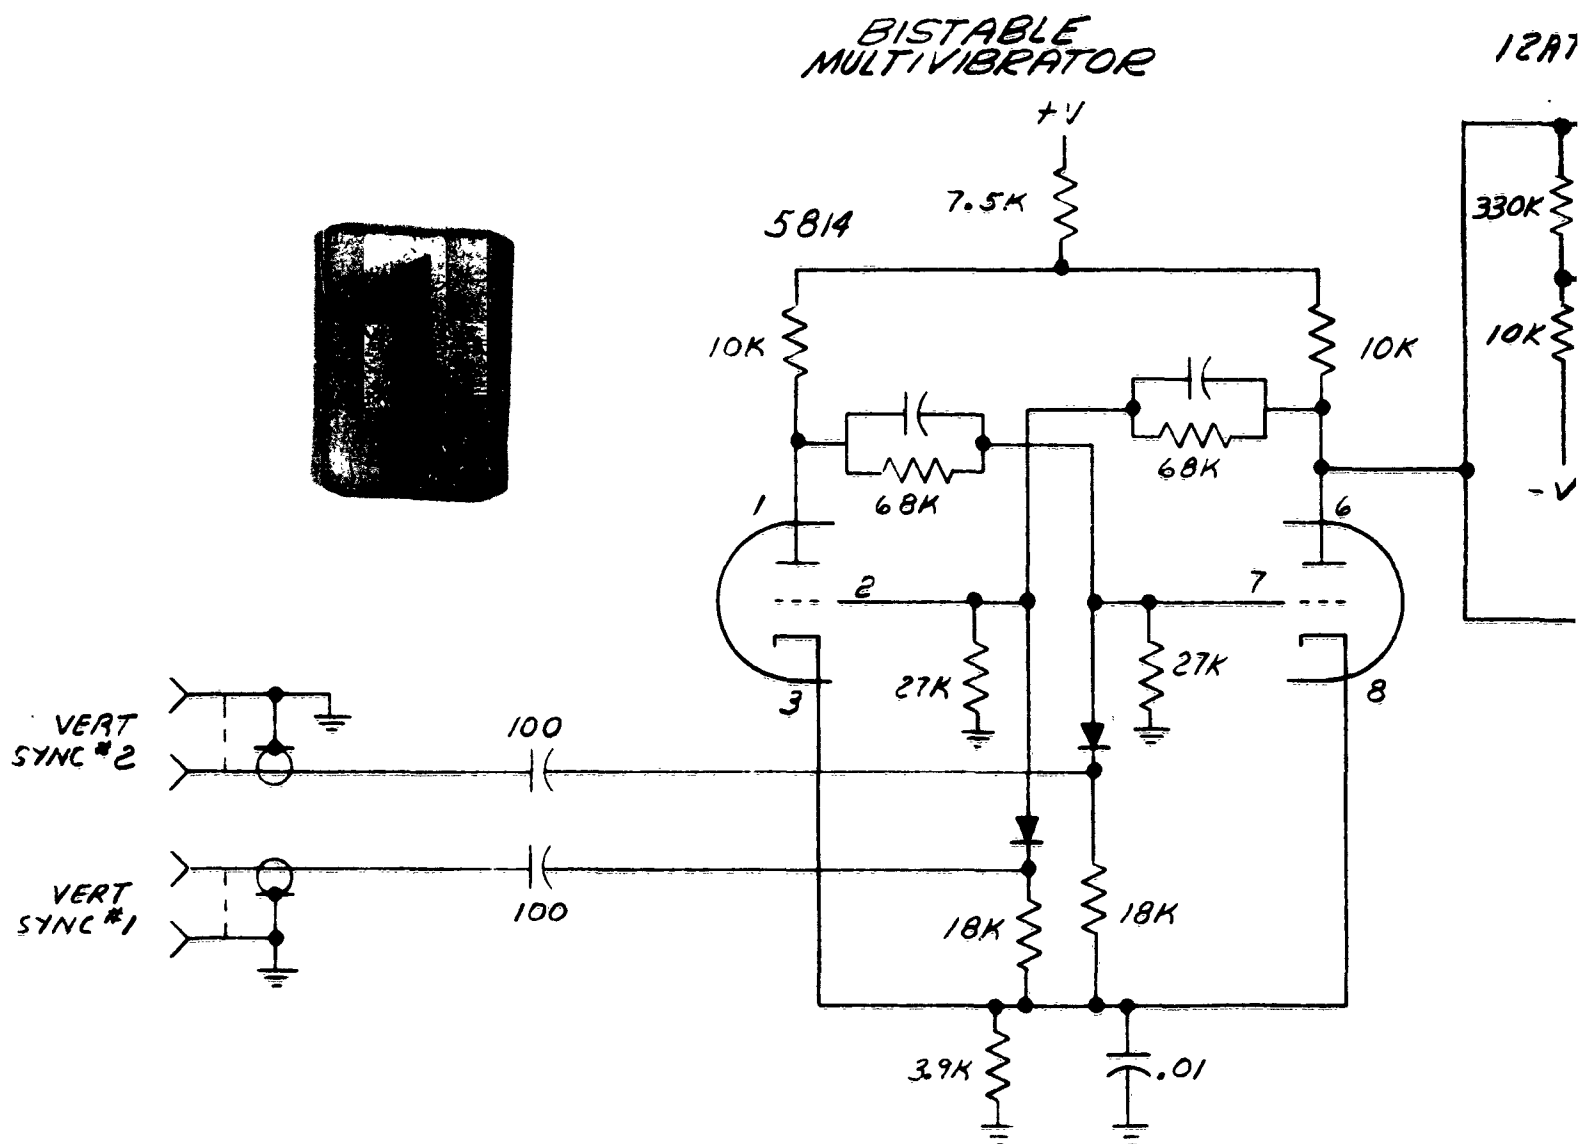 BISTABLE
MULTIVIBRATOR
12AT
+V
7.5K
5814
330K
10K
10K
10K
68K
68K
-V
1
6
2
7
27K
27K
3
8
VERT
SYNC #2
100
VERT
SYNC #1
100
18K
18K
3.9K
.01